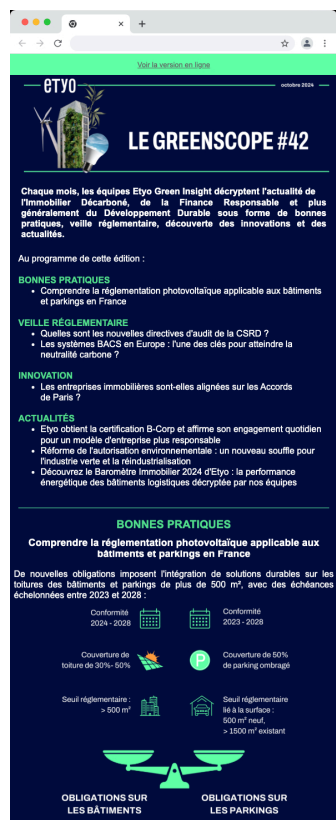 Voir la version en ligne
etyo
octobre 2024
LE GREENSCOPE #42
Chaque mois, les équipes Etyo Green Insight décryptent l'actualité de
l'Immobilier Décarboné, de la Finance Responsable et plus
généralement du Développement Durable sous forme de bonnes
pratiques, veille réglementaire, découverte des innovations et des
actualités.
Au programme de cette édition :
BONNES PRATIQUES
• Comprendre la réglementation photovoltaïque applicable aux bâtiments
et parkings en France
VEILLE RÉGLEMENTAIRE
• Quelles sont les nouvelles directives d'audit de la CSRD ?
• Les systèmes BACS en Europe : l'une des clés pour atteindre la
neutralité carbone ?
INNOVATION
• Les entreprises immobilières sont-elles alignées sur les Accords
de Paris ?
ACTUALITÉS
• Etyo obtient la certification B-Corp et affirme son engagement quotidien
pour un modèle d'entreprise plus responsable
• Réforme de l'autorisation environnementale : un nouveau souffle pour
l'industrie verte et la réindustrialisation
• Découvrez le Baromètre Immobilier 2024 d'Etyo : la performance
énergétique des bâtiments logistiques décryptée par nos équipes
BONNES PRATIQUES
Comprendre la réglementation photovoltaïque applicable aux
bâtiments et parkings en France
De nouvelles obligations imposent l'intégration de solutions durables sur les
toitures des bâtiments et parkings de plus de 500 m², avec des échéances
échelonnées entre 2023 et 2028 :
Conformité
2024 - 2028
Conformité
2023 - 2028
Couverture de
toiture de 30%- 50%
P
Couverture de 50%
de parking ombragé
Seuil réglementaire :
> 500 m²
Seuil réglementaire
lié à la surface :
500 m² neuf,
> 1500 m² existant
OBLIGATIONS SUR
LES BÂTIMENTS
OBLIGATIONS SUR
LES PARKINGS